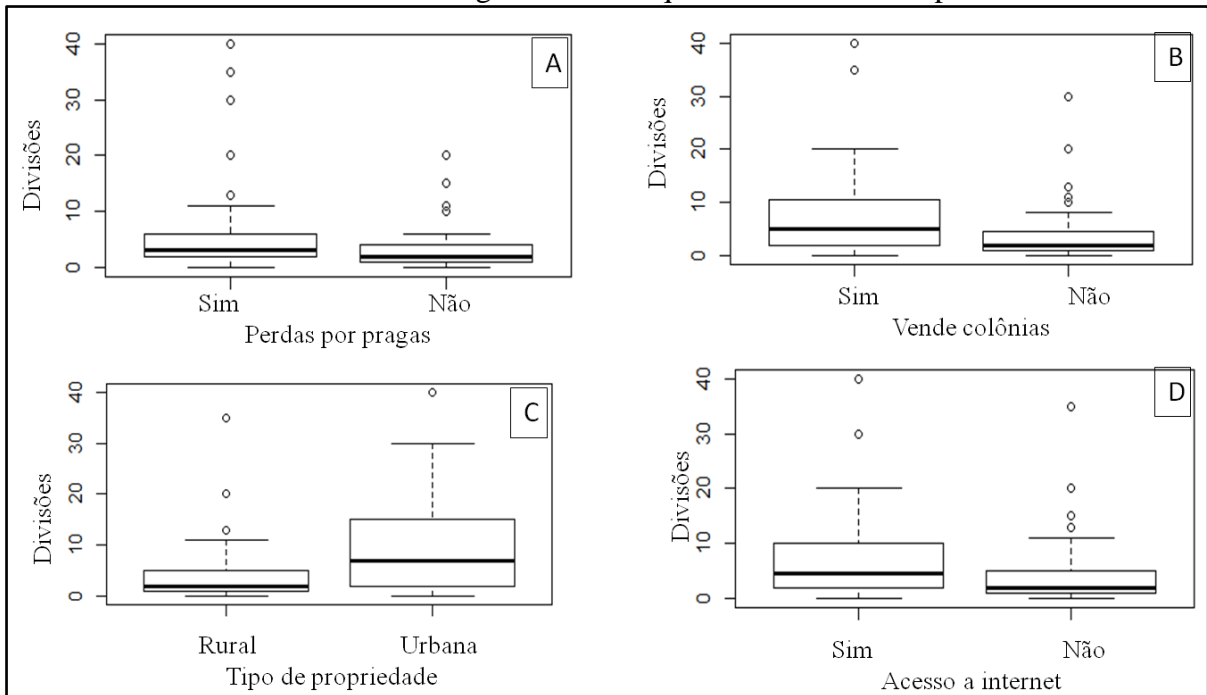 A
Divisões
40
30
20
10
0
Sim
Não
Perdas por pragas
B
Divisões
40
30
20
10
0
Sim
Não
Vende colônias
C
Divisões
40
30
20
10
0
Rural
Urbana
Tipo de propriedade
D
Divisões
40
30
20
10
0
Sim
Não
Acesso a internet